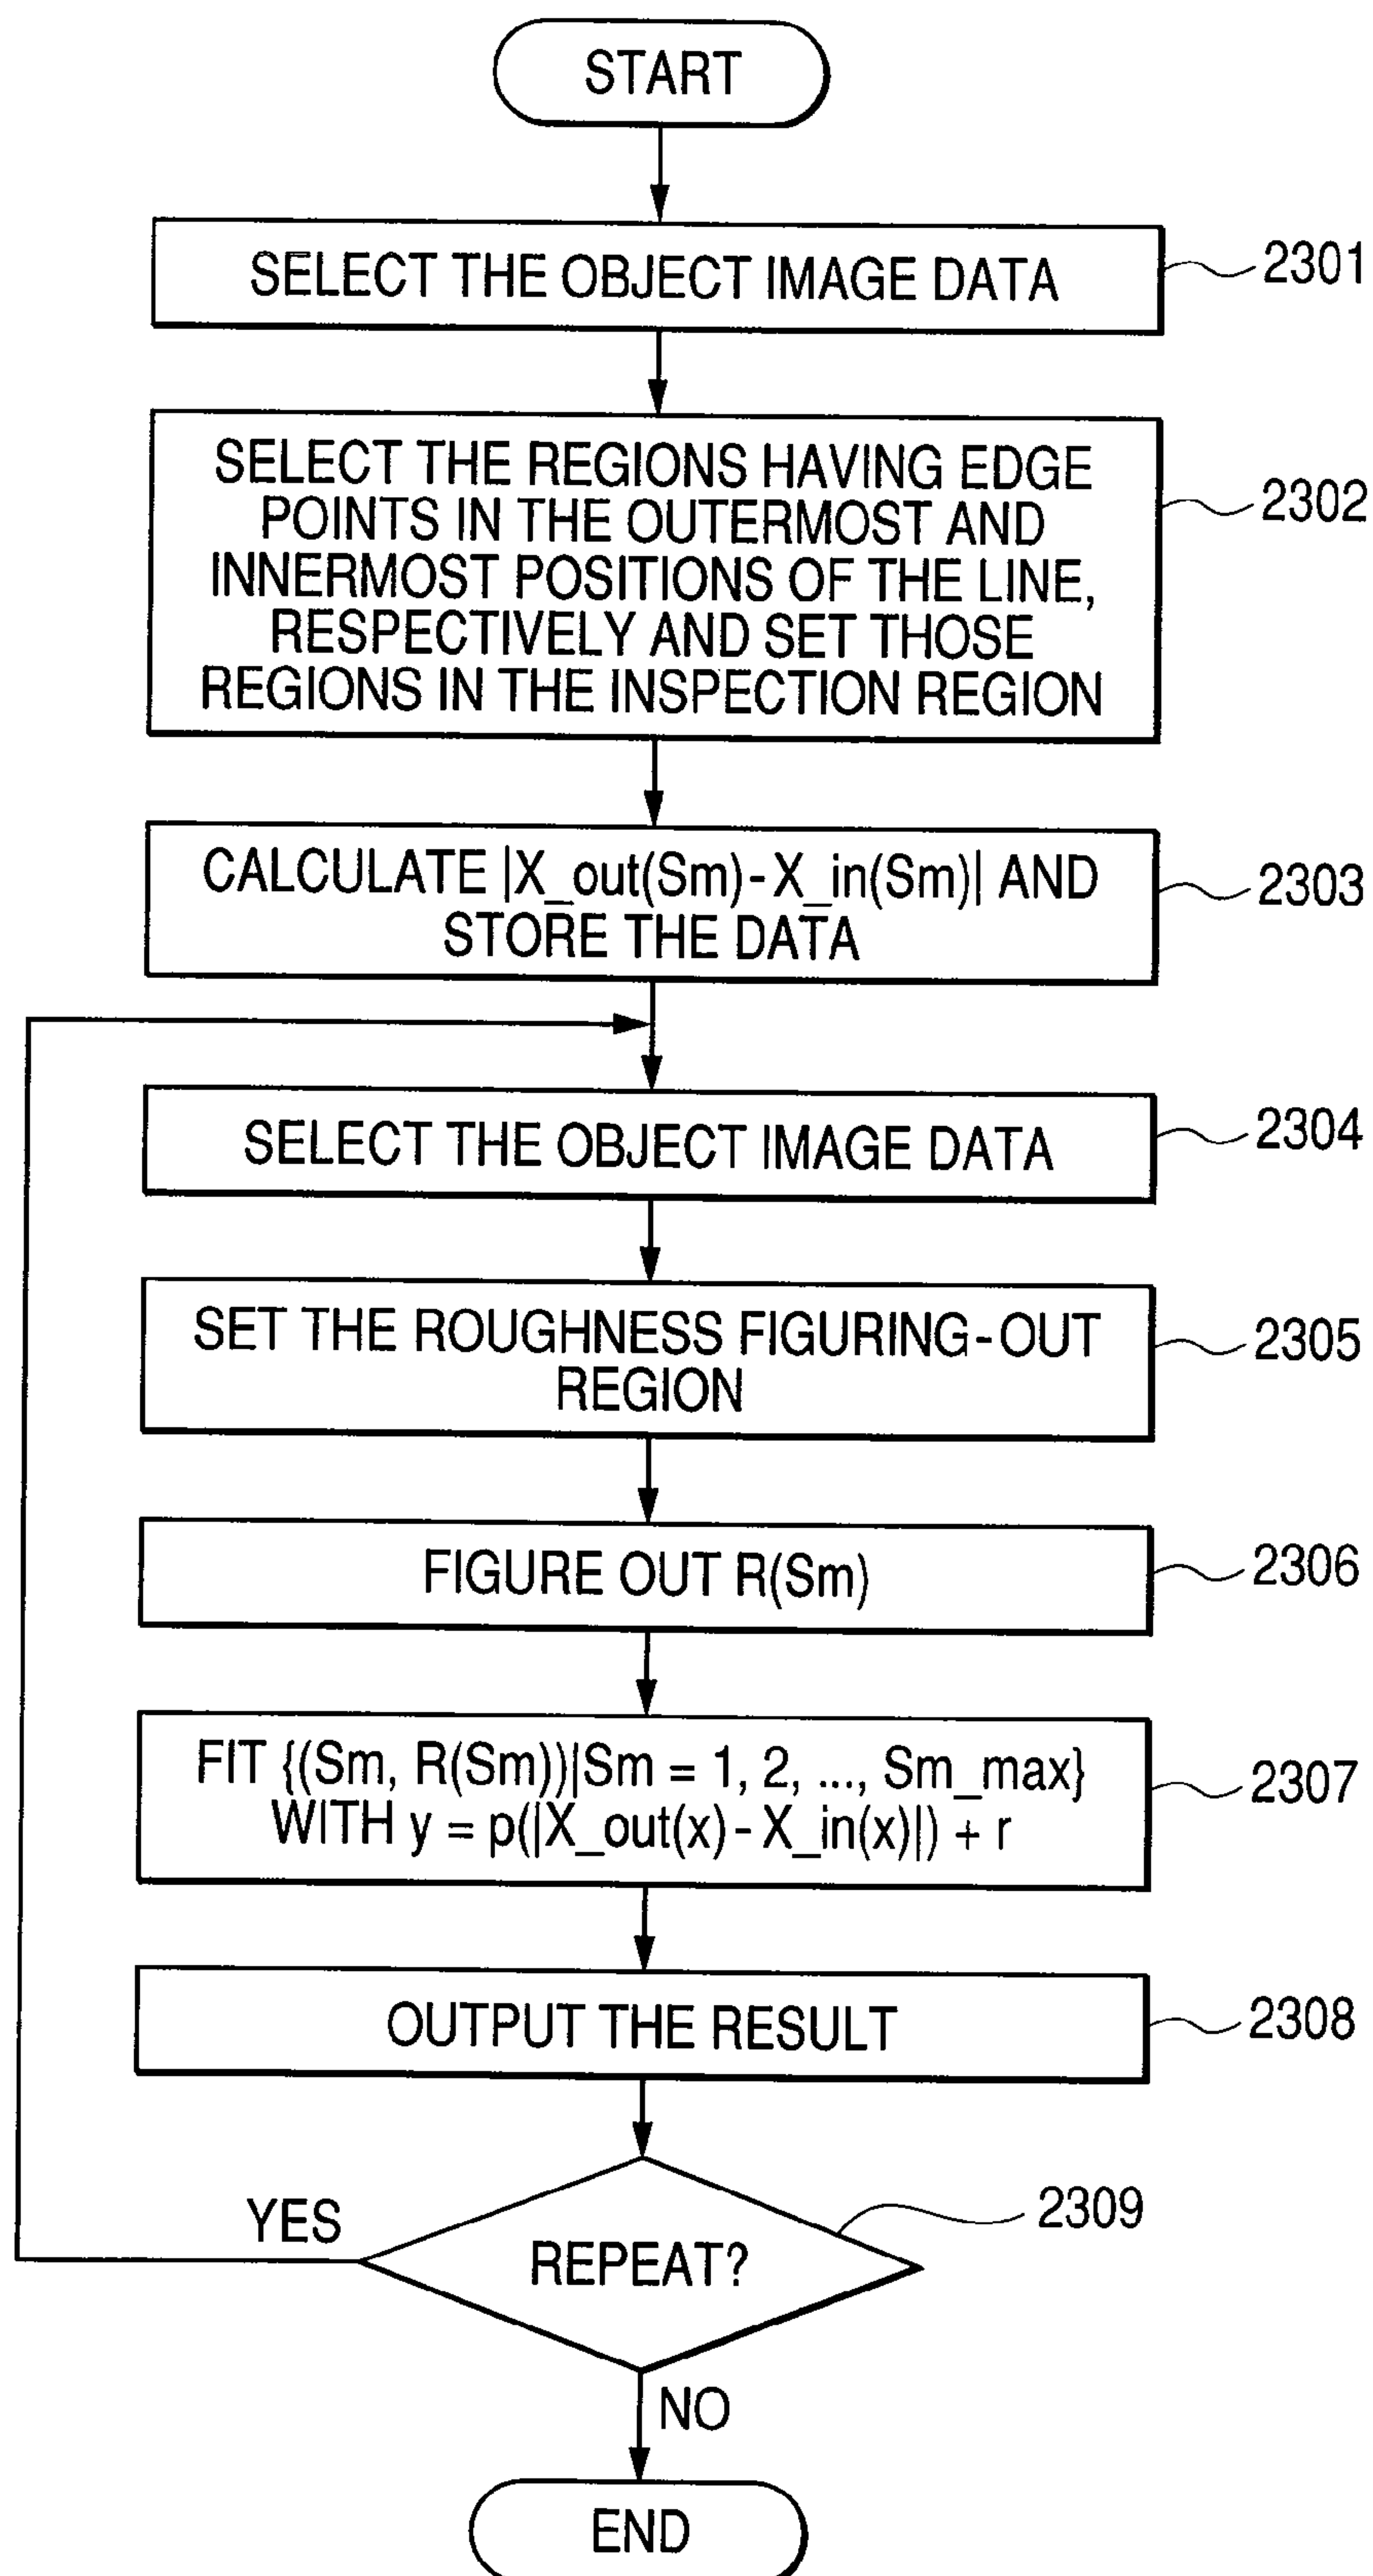 START
SELECT THE OBJECT IMAGE DATA
2301
SELECT THE REGIONS HAVING EDGE
POINTS IN THE OUTERMOST AND
INNERMOST POSITIONS OF THE LINE,
RESPECTIVELY AND SET THOSE
REGIONS IN THE INSPECTION REGION
2302
CALCULATE |X_out(Sm)-X_in(Sm)| AND
STORE THE DATA
2303
SELECT THE OBJECT IMAGE DATA
2304
SET THE ROUGHNESS FIGURING-OUT
REGION
2305
FIGURE OUT R(Sm)
2306
FIT {(Sm, R(Sm))|Sm = 1, 2, ..., Sm_max}
WITH y = p(|X_out(x)-X_in(x)|) + r
2307
OUTPUT THE RESULT
2308
YES
REPEAT?
2309
NO
END